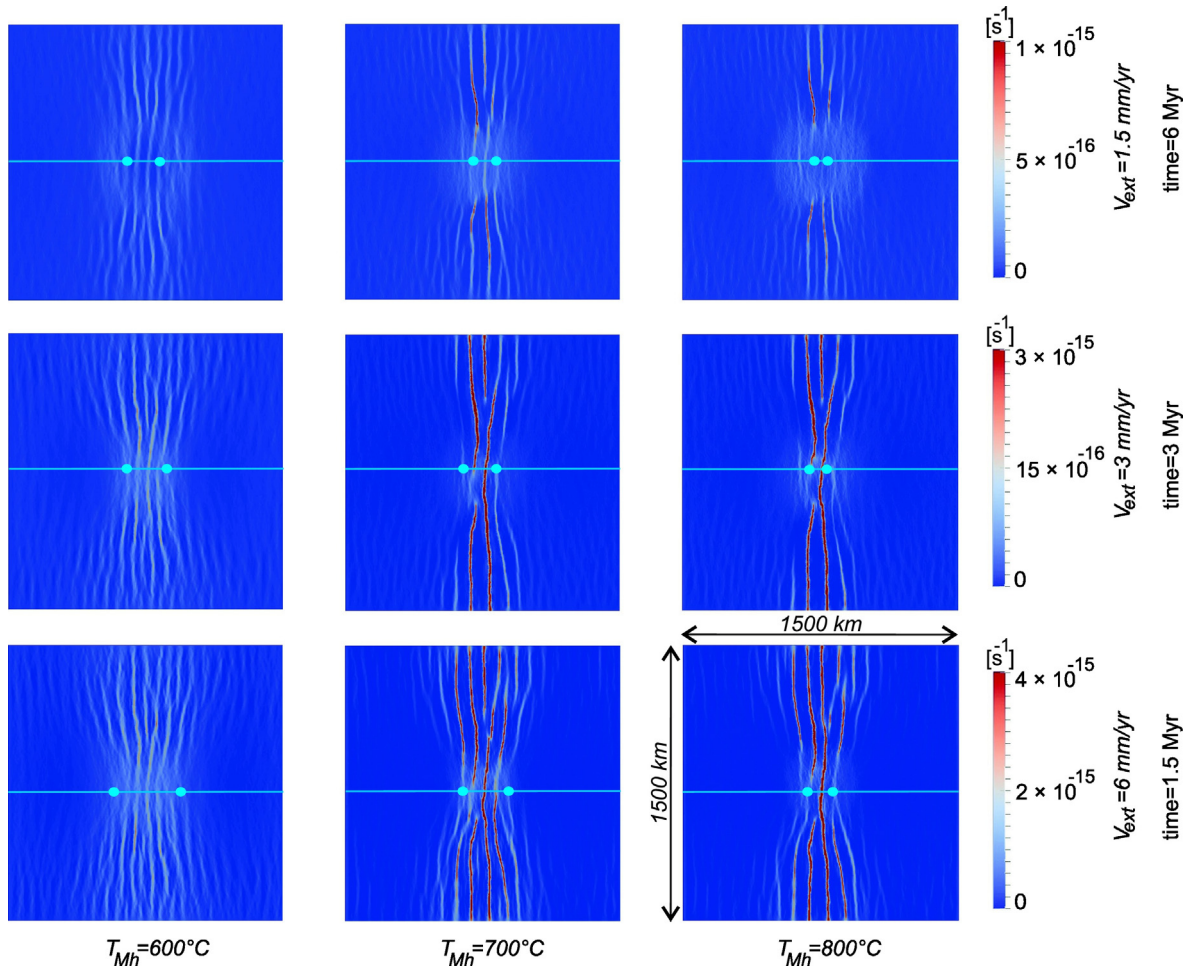 [s⁻¹]
1 × 10⁻¹⁵
5 × 10⁻¹⁶
0
V_ext =1.5 mm/yr
time=6 Myr
[s⁻¹]
3 × 10⁻¹⁵
15 × 10⁻¹⁶
0
V_ext =3 mm/yr
time=3 Myr
1500 km
1500 km
[s⁻¹]
4 × 10⁻¹⁵
2 × 10⁻¹⁵
0
V_ext =6 mm/yr
time=1.5 Myr
T_Mh=600°C
T_Mh=700°C
T_Mh=800°C